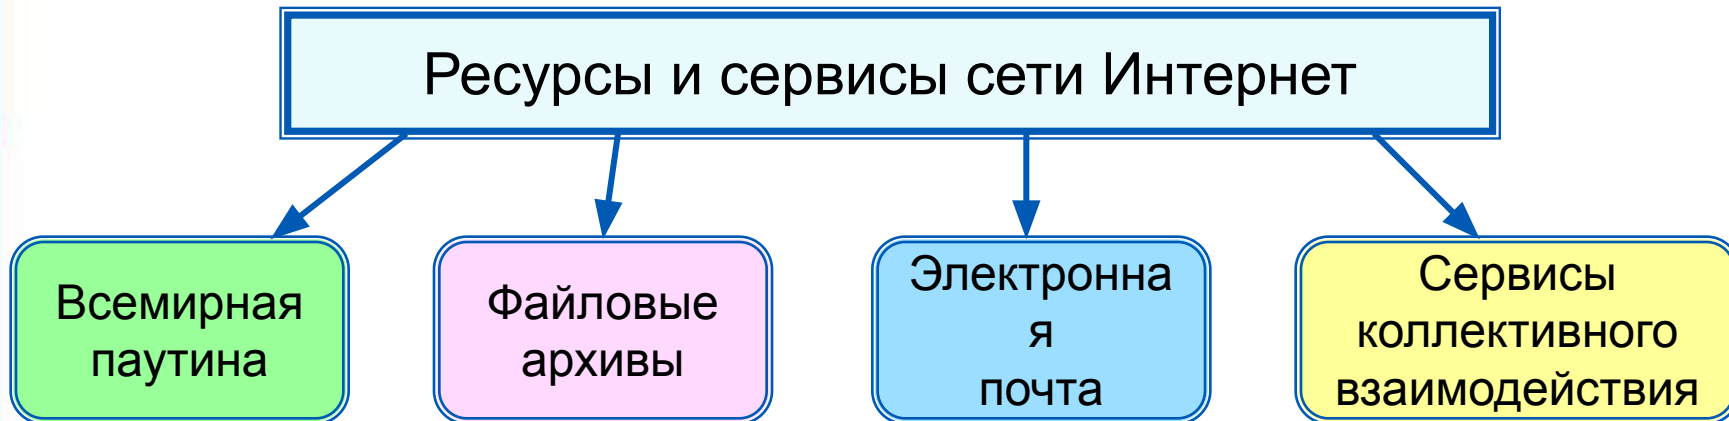 Ресурсы и сервисы сети Интернет
Всемирная
паутина
Файловые
архивы
Электронна
я
почта
Сервисы
коллективного
взаимодействия